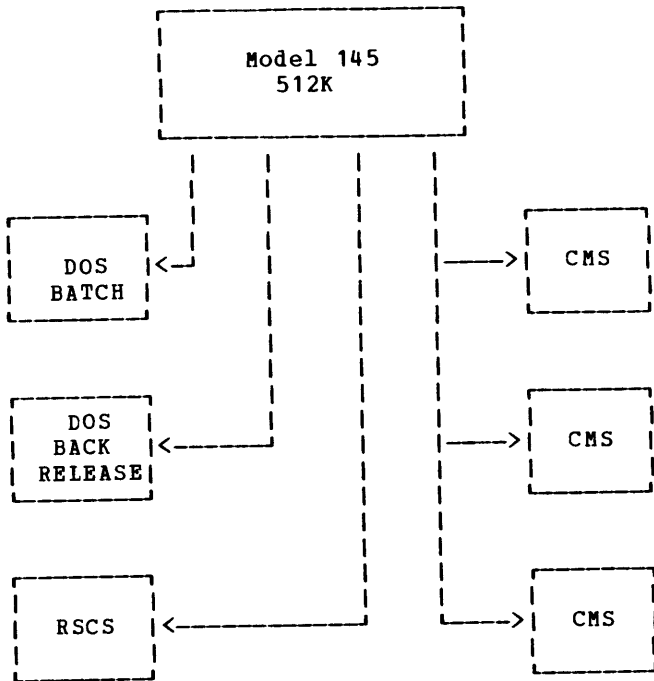 Model 145
512K
DOS
BATCH
CMS
DOS
BACK
RELEASE
CMS
RSCS
CMS